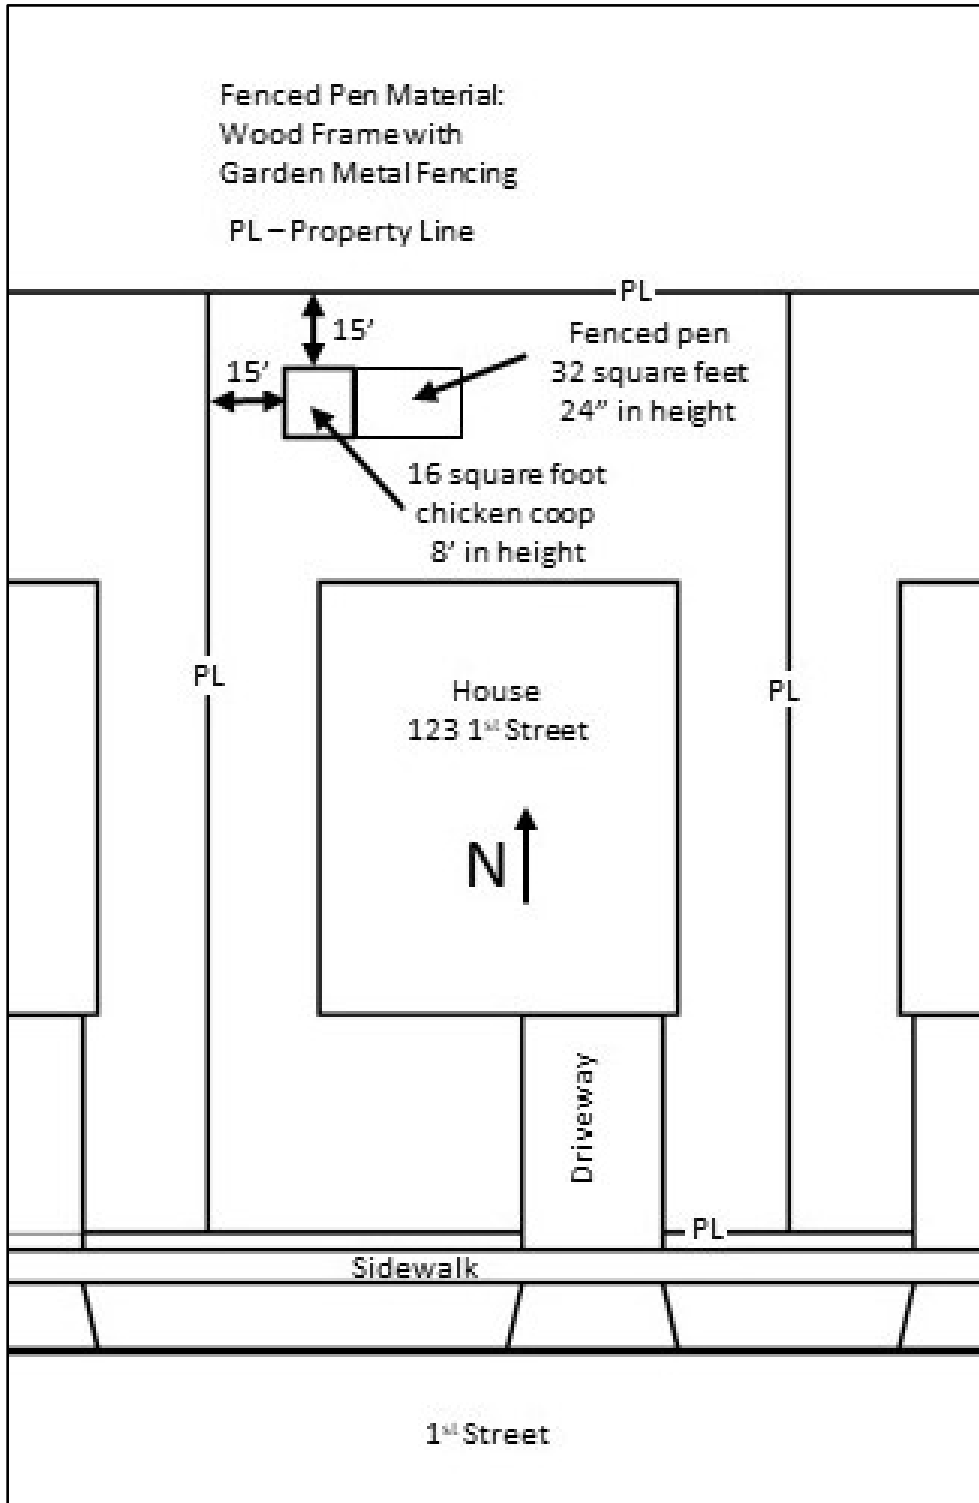 Fenced Pen Material:
Wood Frame with
Garden Metal Fencing
PL – Property Line
PL
15’
15’
Fenced pen
32 square feet
24” in height
16 square foot
chicken coop
8’ in height
PL
PL
House
123 1st Street
N
Driveway
PL
Sidewalk
1st Street